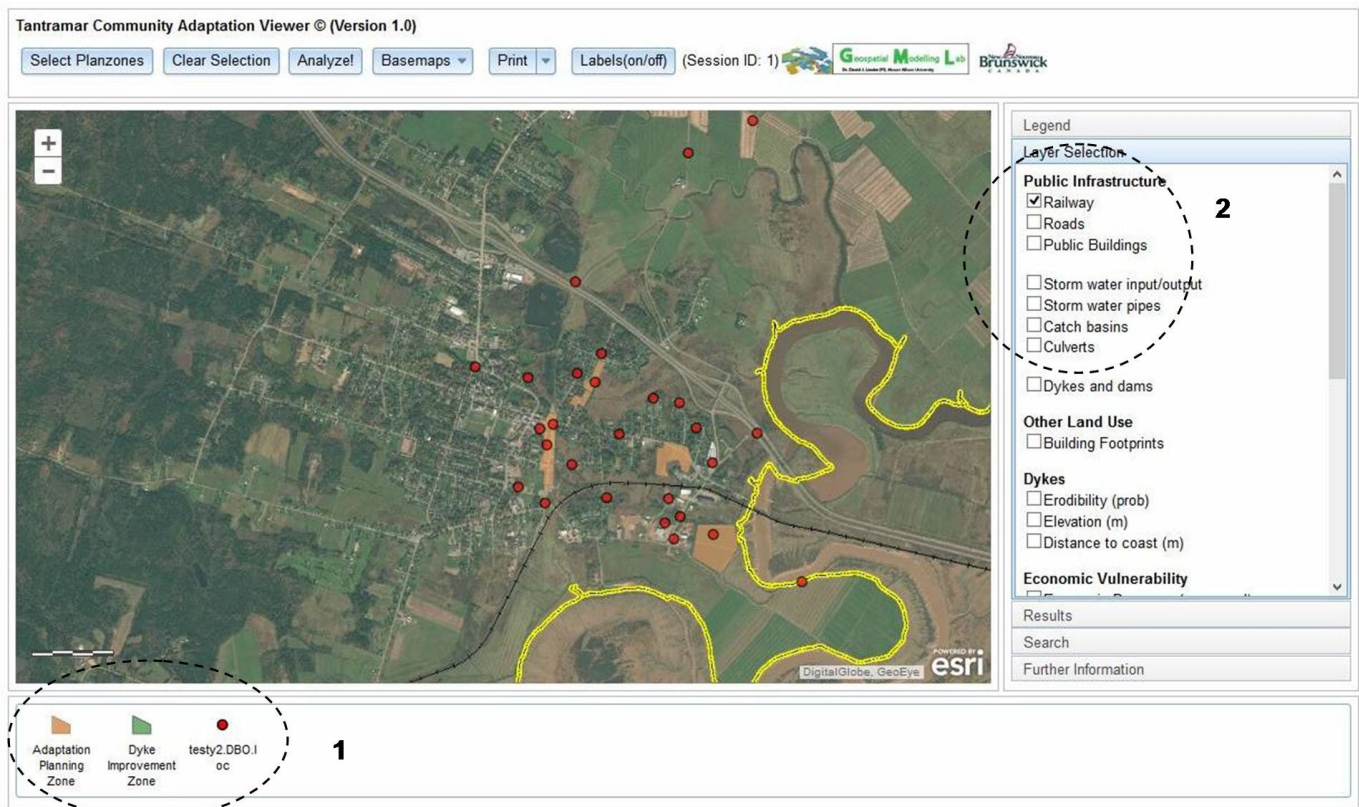 Tantramar Community Adaptation Viewer © (Version 1.0)
Select Planzones Clear Selection Analyze! Basemaps Print Labels(on/off) (Session ID: 1) Geospatial Modelling Lab Brunswick
CANADA
+
−
Legend
Layer Selection
Public Infrastructure
Railway
Roads
Public Buildings
Storm water input/output
Storm water pipes
Catch basins
Culverts
Dykes and dams
Other Land Use
Building Footprints
Dykes
Erodibility (prob)
Elevation (m)
Distance to coast (m)
Economic Vulnerability
Results
Search
Further Information
2
POWERED BY
esri
DigitalGlobe, GeoEye
Adaptation
Planning
Zone
Dyke
Improvement
Zone
testy2.DBO.l
oc
1